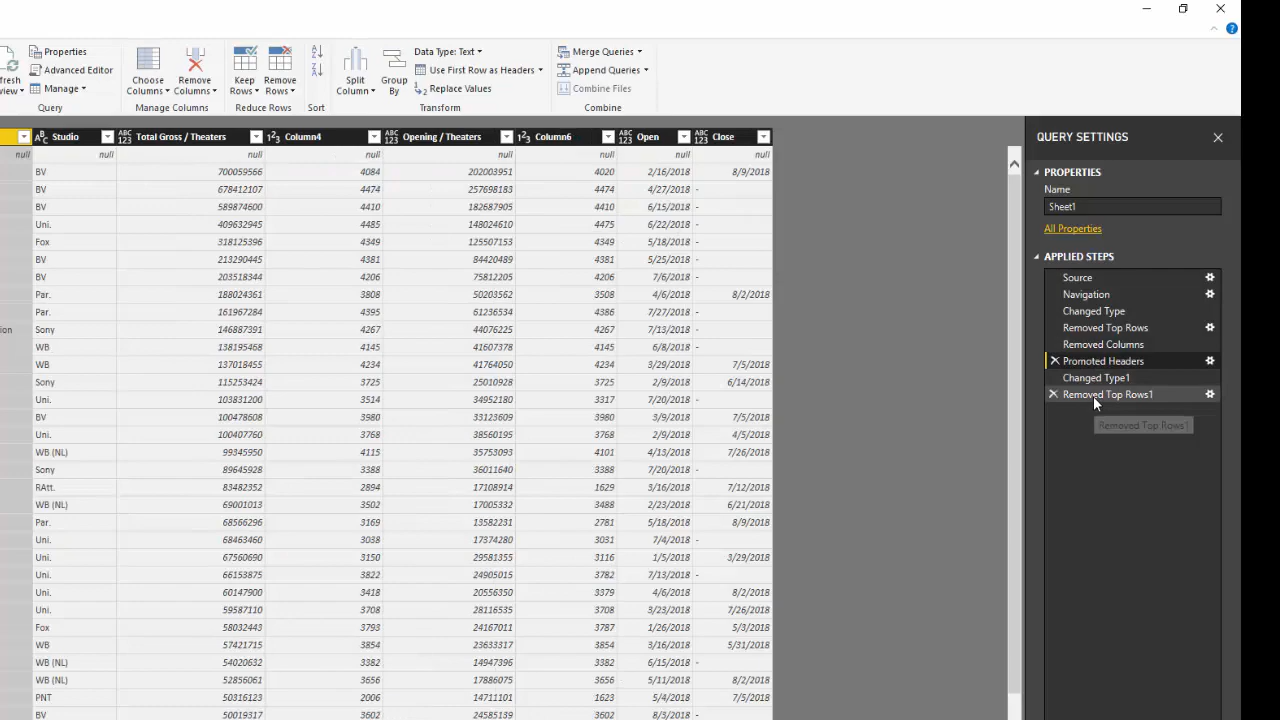 Properties
Advanced Editor
Manage
Query
Choose Columns
Remove Columns
Manage Columns
Keep Rows
Remove Rows
Reduce Rows
Sort
Split Column
Group By
Data Type: Text
Use First Row as Headers
Replace Values
Transform
Merge Queries
Append Queries
Combine Files
Combine
ABC Studio ABC 123 Total Gross / Theaters 123 Column4 ABC 123 Opening / Theaters 123 Column6 ABC 123 Open ABC 123 Close
null null null null null null null null
BV 700059566 4084 202003951 4020 2/16/2018 8/9/2018
BV 678412107 4474 257698183 4474 4/27/2018 -
BV 589874600 4410 182687905 4410 6/15/2018 -
Uni. 409632945 4485 148024610 4485 6/22/2018 -
Fox 318125396 4349 125507153 4349 5/18/2018 -
BV 213290445 4381 84420489 4381 5/25/2018 -
BV 203518344 4206 75812205 4206 7/6/2018 -
Par. 188024361 3808 50203562 3508 4/6/2018 8/2/2018
Par. 161967284 4395 61236534 4386 7/27/2018 -
Sony 146887391 4267 44076225 4267 7/13/2018 -
WB 138195468 4145 41607378 4145 6/8/2018 -
WB 137018455 4234 41764050 4234 3/29/2018 7/5/2018
Sony 115253424 3725 25010928 3725 2/9/2018 6/14/2018
Uni. 103831200 3514 34952180 3317 7/20/2018 -
BV 100478608 3980 33123609 3980 3/9/2018 7/5/2018
Uni. 100407760 3768 38560195 3768 2/9/2018 4/5/2018
WB (NL) 99345950 4115 35753093 4101 4/13/2018 7/26/2018
Sony 89645928 3388 36011640 3388 7/20/2018 -
RAtt. 83482352 2894 17108914 1629 3/16/2018 7/12/2018
WB (NL) 69001013 3502 17005332 3488 2/23/2018 6/21/2018
Par. 68566296 3169 13582231 2781 5/18/2018 8/9/2018
Uni. 68463460 3038 17374280 3031 7/4/2018 -
Uni. 67560690 3150 29581355 3116 1/5/2018 3/29/2018
Uni. 66153875 3822 24905015 3782 7/13/2018 -
Uni. 60147900 3418 20556350 3379 4/6/2018 8/2/2018
Uni. 59587110 3708 28116535 3708 3/23/2018 7/26/2018
Fox 58032443 3793 24167011 3787 1/26/2018 5/3/2018
WB 57421715 3854 23633317 3854 3/16/2018 5/31/2018
WB (NL) 54020632 3382 14947396 3382 6/15/2018 -
WB (NL) 52856061 3656 17886075 3656 5/11/2018 8/2/2018
PNT 50316123 2006 14711101 1623 5/4/2018 7/5/2018
BV 50019317 3602 24585139 3602 8/3/2018 -
QUERY SETTINGS
PROPERTIES
Name
Sheet1
All Properties
APPLIED STEPS
Source
Navigation
Changed Type
Removed Top Rows
Removed Columns
Promoted Headers
Changed Type1
Removed Top Rows1
Removed Top Rows1